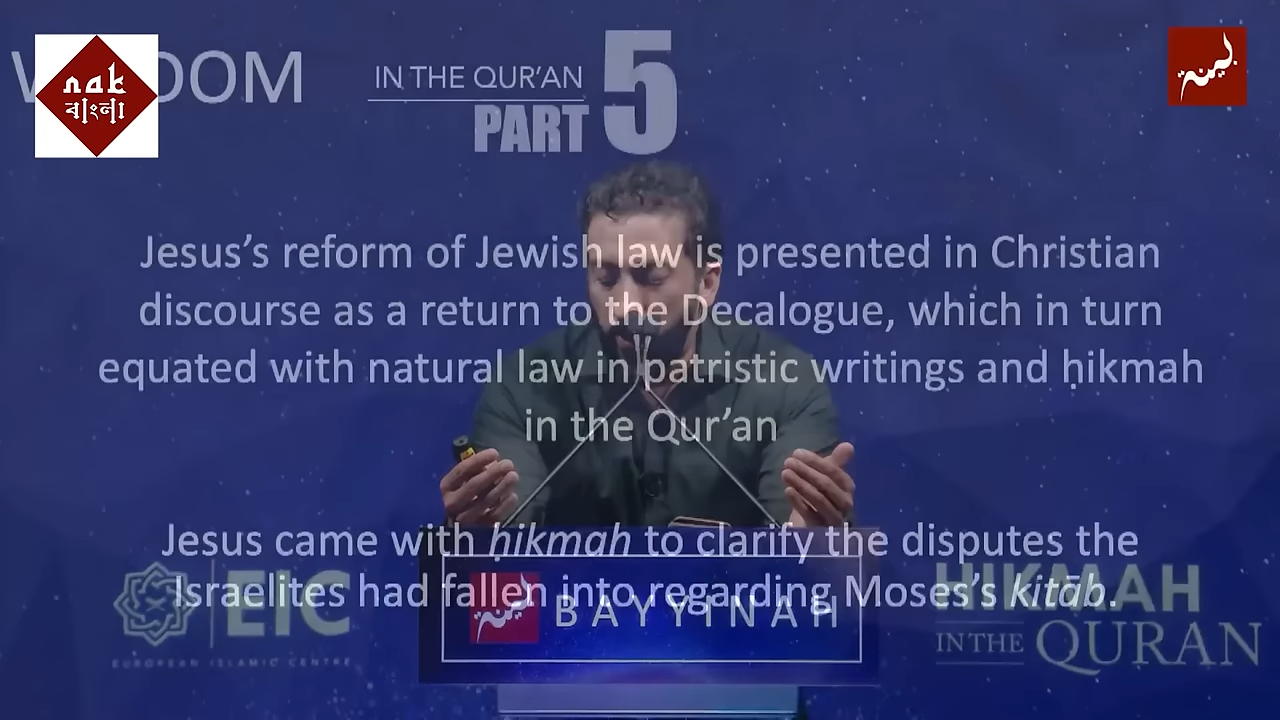 W DOM
nak
বাংলা
IN THE QUR’AN
PART 5
بينة
Jesus’s reform of Jewish law is presented in Christian
discourse as a return to the Decalogue, which in turn
equated with natural law in patristic writings and ḥikmah
in the Qur’an
Jesus came with ḥikmah to clarify the disputes the
Israelites had fallen into regarding Moses’s kitāb.
EIC
EUROPEAN ISLAMIC CENTRE
بينة
BAYYINAH
HIKMAH
IN THE QURAN